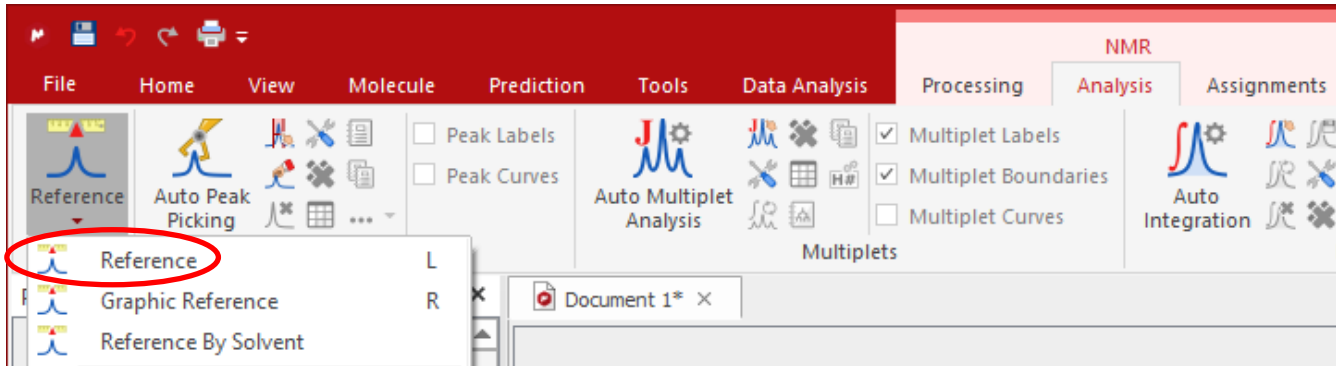 NMR
File Home View Molecule Prediction Tools Data Analysis Processing Analysis Assignments
Reference
Auto Peak
Picking
Peak Labels
Peak Curves
Auto Multiplet
Analysis
H#
Multiplet Labels
Multiplet Boundaries
Multiplet Curves
Multiplets
Auto
Integration
Reference L
Graphic Reference R
Reference By Solvent
Document 1*